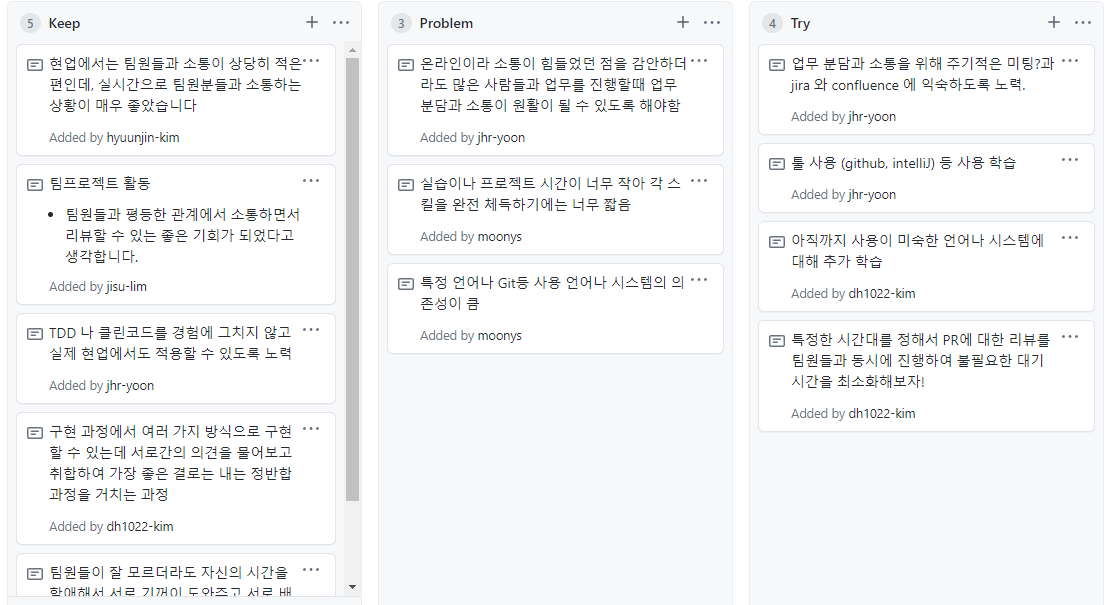 5 Keep
현업에서는 팀원들과 소통이 상당히 적은
편인데, 실시간으로 팀원분들과 소통하는
상황이 매우 좋았습니다
Added by hyuunjin-kim
팀프로젝트 활동
• 팀원들과 평등한 관계에서 소통하면서
리뷰할 수 있는 좋은 기회가 되었다고
생각합니다.
Added by jisu-lim
TDD 나 클린코드를 경험에 그치지 않고
실제 현업에서도 적용할 수 있도록 노력
Added by jhr-yoon
구현 과정에서 여러 가지 방식으로 구현
할 수 있는데 서로간의 의견을 물어보고
취합하여 가장 좋은 결로는 내는 정반합
과정을 거치는 과정
Added by dh1022-kim
팀원들이 잘 모르더라도 자신의 시간을
할애해서 서로 기꺼이 도와주고 서로 배
3 Problem
온라인이라 소통이 힘들었던 점을 감안하더
라도 많은 사람들과 업무를 진행할때 업무
분담과 소통이 원활이 될 수 있도록 해야함
Added by jhr-yoon
실습이나 프로젝트 시간이 너무 작아 각 스
킬을 완전 체득하기에는 너무 짧음
Added by moonys
특정 언어나 Git등 사용 언어나 시스템의 의
존성이 큼
Added by moonys
4 Try
업무 분담과 소통을 위해 주기적은 미팅?과
jira 와 confluence 에 익숙하도록 노력.
Added by jhr-yoon
툴 사용 (github, intelliJ) 등 사용 학습
Added by jhr-yoon
아직까지 사용이 미숙한 언어나 시스템에
대해 추가 학습
Added by dh1022-kim
특정한 시간대를 정해서 PR에 대한 리뷰를
팀원들과 동시에 진행하여 불필요한 대기
시간을 최소화해보자!
Added by dh1022-kim